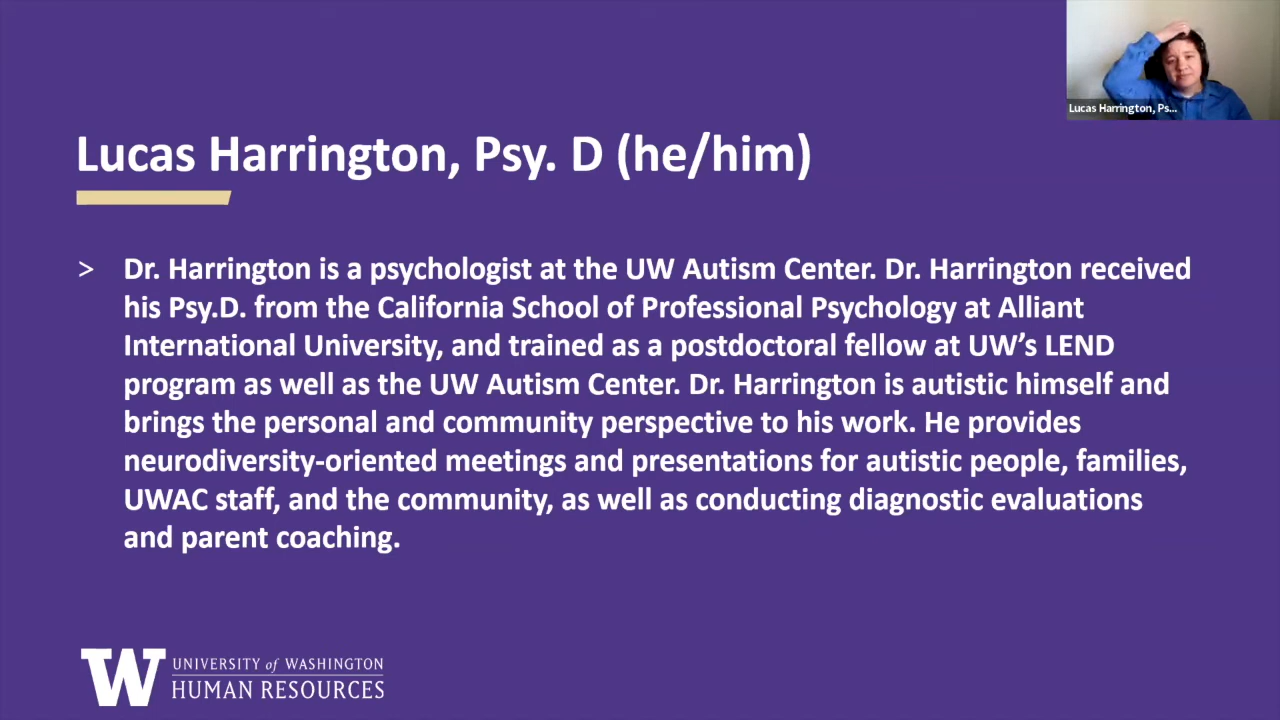 Lucas Harrington, Ps...
Lucas Harrington, Psy. D (he/him)
> Dr. Harrington is a psychologist at the UW Autism Center. Dr. Harrington received
his Psy.D. from the California School of Professional Psychology at Alliant
International University, and trained as a postdoctoral fellow at UW’s LEND
program as well as the UW Autism Center. Dr. Harrington is autistic himself and
brings the personal and community perspective to his work. He provides
neurodiversity-oriented meetings and presentations for autistic people, families,
UWAC staff, and the community, as well as conducting diagnostic evaluations
and parent coaching.
W UNIVERSITY of WASHINGTON
HUMAN RESOURCES